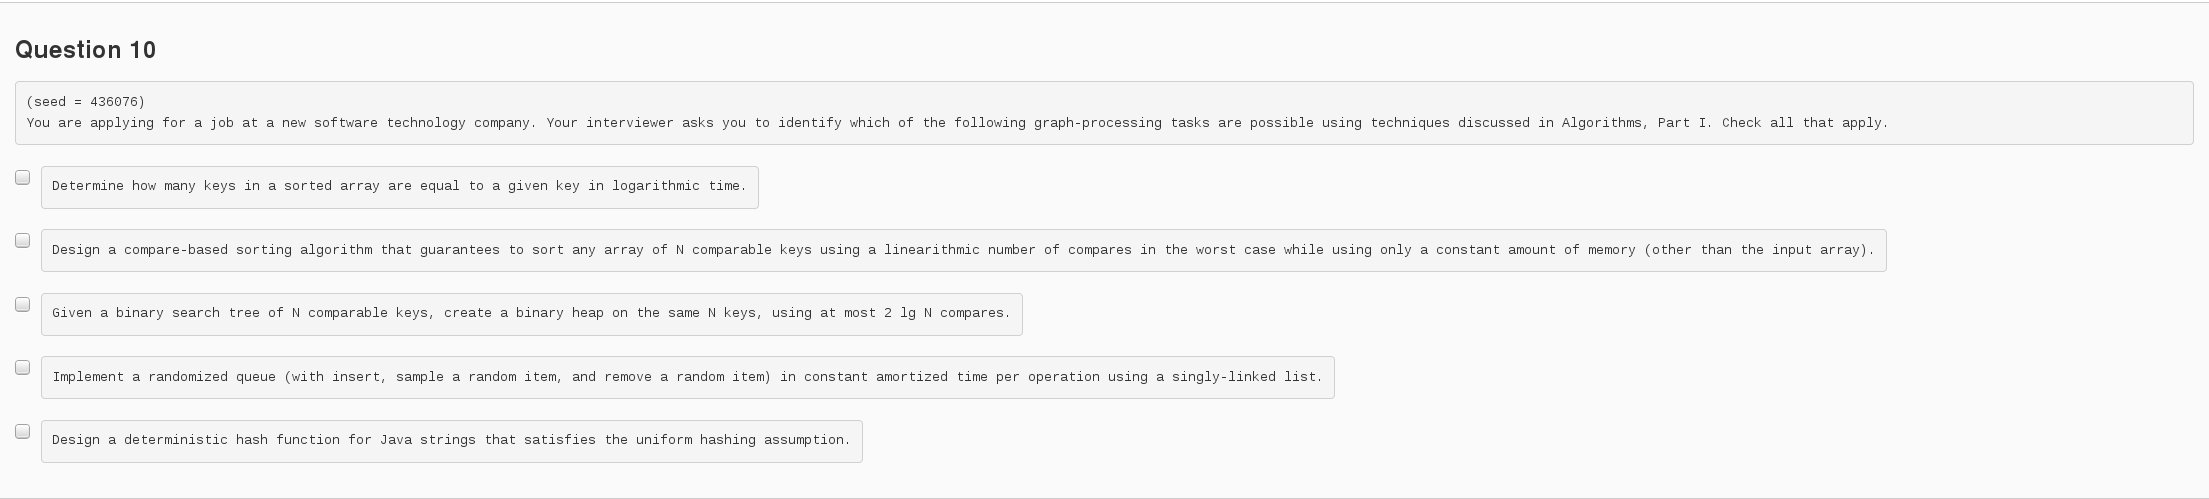 Question 10
(seed = 436076)
You are applying for a job at a new software technology company. Your interviewer asks you to identify which of the following graph-processing tasks are possible using techniques discussed in Algorithms, Part I. Check all that apply.
Determine how many keys in a sorted array are equal to a given key in logarithmic time.
Design a compare-based sorting algorithm that guarantees to sort any array of N comparable keys using a linearithmic number of compares in the worst case while using only a constant amount of memory (other than the input array).
Given a binary search tree of N comparable keys, create a binary heap on the same N keys, using at most 2 lg N compares.
Implement a randomized queue (with insert, sample a random item, and remove a random item) in constant amortized time per operation using a singly-linked list.
Design a deterministic hash function for Java strings that satisfies the uniform hashing assumption.